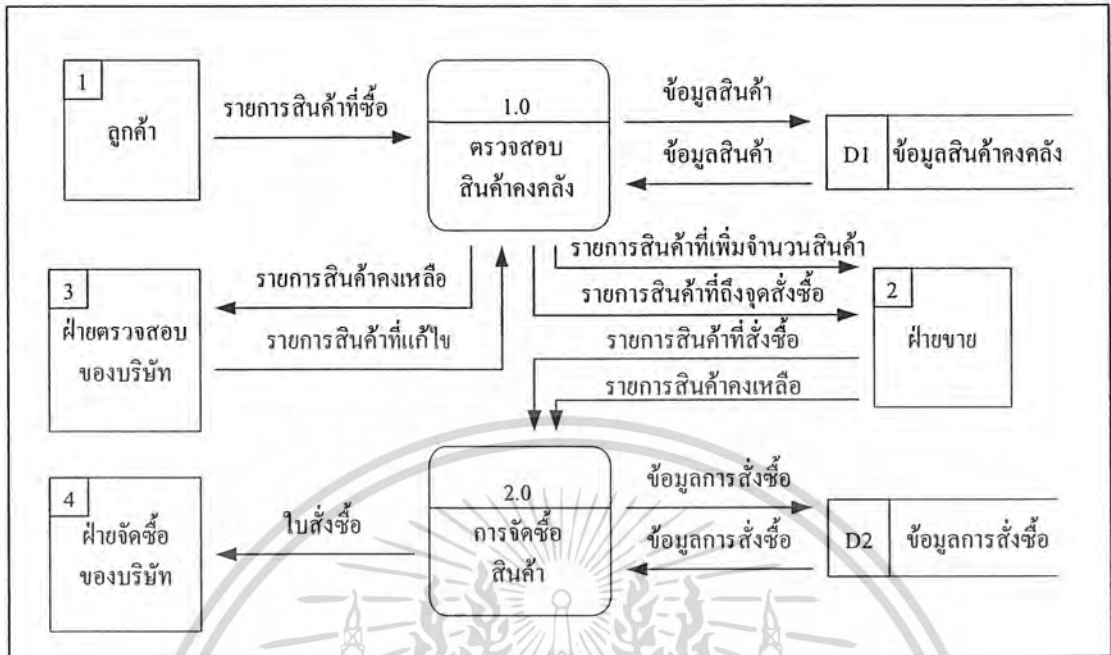 1
ลูกค้า
รายการสินค้าที่ซื้อ
1.0
ตรวจสอบ
สินค้าคงคลัง
ข้อมูลสินค้า
ข้อมูลสินค้า
D1 ข้อมูลสินค้าคงคลัง
รายการสินค้าที่เพิ่มจำนวนสินค้า
รายการสินค้าที่ถึงจุดสั่งซื้อ
รายการสินค้าที่สั่งซื้อ
รายการสินค้าคงเหลือ
2
ฝ่ายขาย
3
ฝ่ายตรวจสอบ
ของบริษัท
รายการสินค้าคงเหลือ
รายการสินค้าที่แก้ไข
4
ฝ่ายจัดซื้อ
ของบริษัท
ใบสั่งซื้อ
2.0
การจัดซื้อ
สินค้า
ข้อมูลการสั่งซื้อ
ข้อมูลการสั่งซื้อ
D2 ข้อมูลการสั่งซื้อ